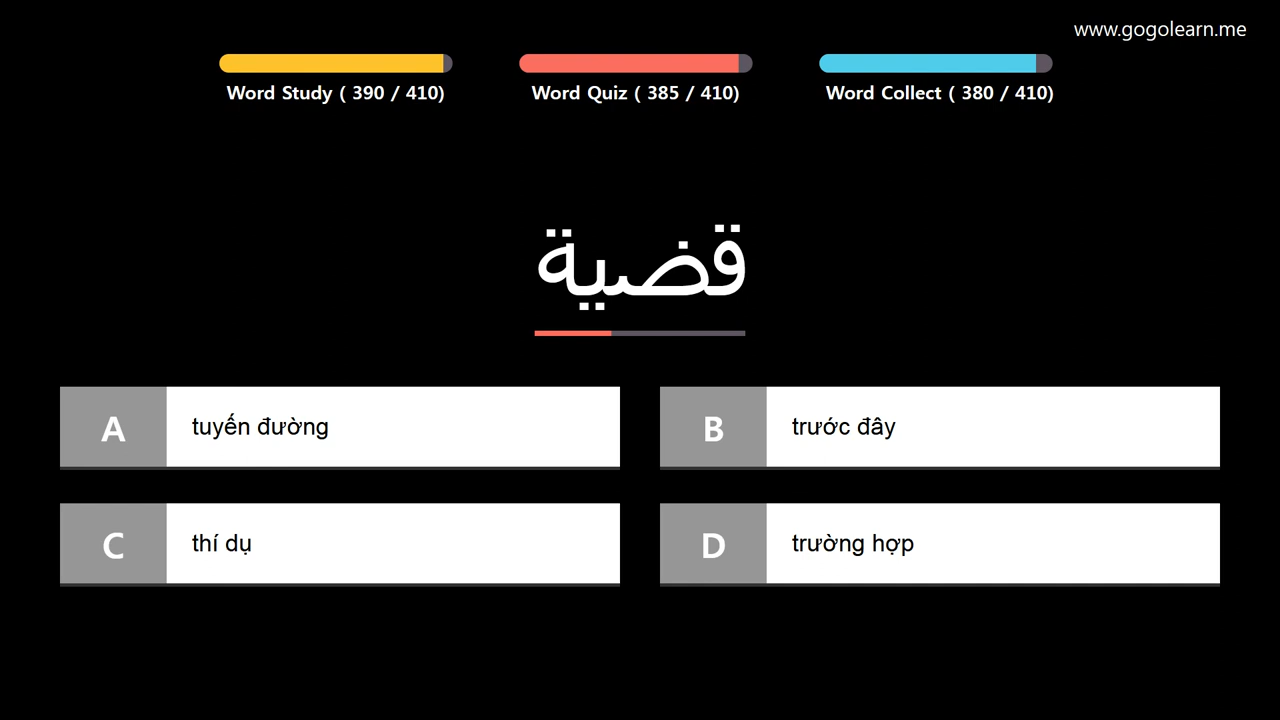 www.gogolearn.me
Word Study ( 390 / 410)
Word Quiz ( 385 / 410)
Word Collect ( 380 / 410)
قضية
A tuyến đường
B trước đây
C thí dụ
D trường hợp